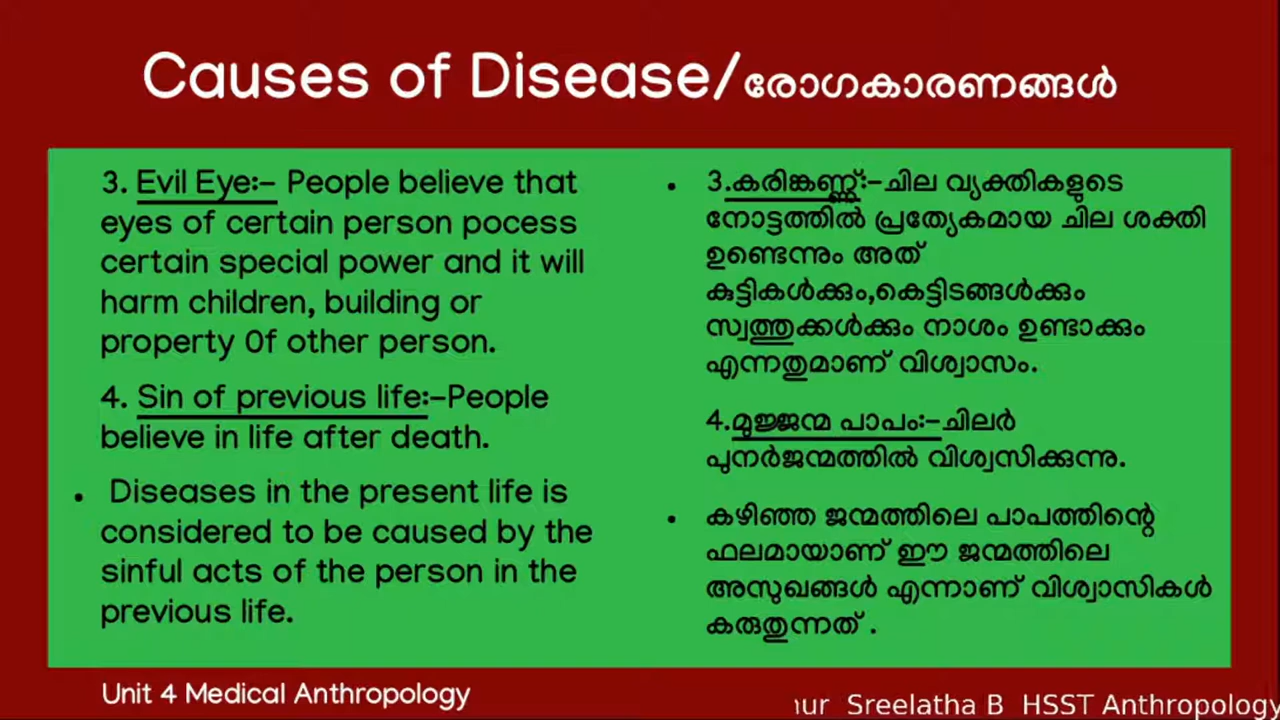 Causes of Disease/രോഗകാരണങ്ങൾ
3. Evil Eye:- People believe that
eyes of certain person pocess
certain special power and it will
harm children, building or
property 0f other person.
4. Sin of previous life:-People
believe in life after death.
• Diseases in the present life is
considered to be caused by the
sinful acts of the person in the
previous life.
• 3.കരിങ്കണ്ണ്:-ചില വ്യക്തികളുടെ
നോട്ടത്തിൽ പ്രത്യേകമായ ചില ശക്തി
ഉണ്ടെന്നും അത്
കുട്ടികൾക്കും,കെട്ടിടങ്ങൾക്കും
സ്വത്തുക്കൾക്കും നാശം ഉണ്ടാക്കും
എന്നതുമാണ് വിശ്വാസം.
4.മുജ്ജന്മ പാപം:-ചിലർ
പുനർജന്മത്തിൽ വിശ്വസിക്കുന്നു.
• കഴിഞ്ഞ ജന്മത്തിലെ പാപത്തിന്റെ
ഫലമായാണ് ഈ ജന്മത്തിലെ
അസുഖങ്ങൾ എന്നാണ് വിശ്വാസികൾ
കരുതുന്നത് .
Unit 4 Medical Anthropology
Sreelatha B HSST Anthropology